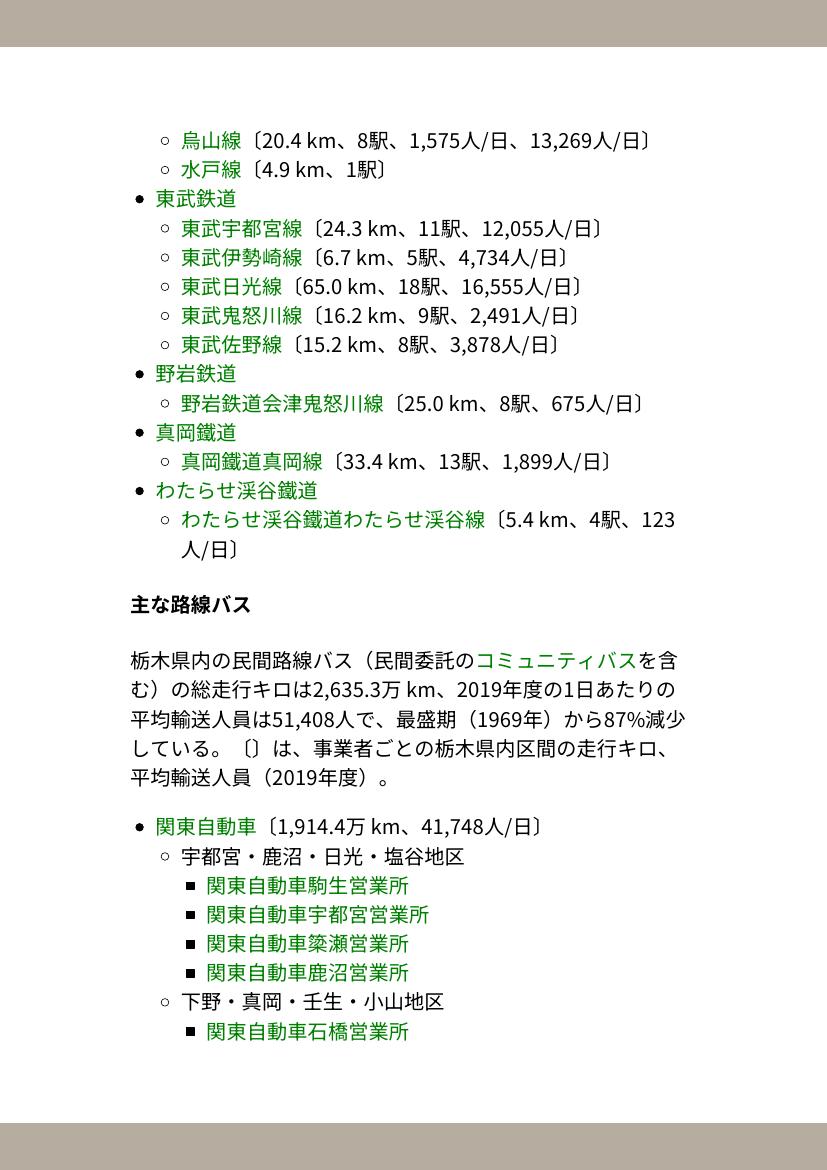 烏山線〔20.4 km、8駅、1,575人/日、13,269人/日〕
水戸線〔4.9 km、1駅〕
東武鉄道
東武宇都宮線〔24.3 km、11駅、12,055人/日〕
東武伊勢崎線〔6.7 km、5駅、4,734人/日〕
東武日光線〔65.0 km、18駅、16,555人/日〕
東武鬼怒川線〔16.2 km、9駅、2,491人/日〕
東武佐野線〔15.2 km、8駅、3,878人/日〕
野岩鉄道
野岩鉄道会津鬼怒川線〔25.0 km、8駅、675人/日〕
真岡鐵道
真岡鐵道真岡線〔33.4 km、13駅、1,899人/日〕
わたらせ渓谷鐵道
わたらせ渓谷鐵道わたらせ渓谷線〔5.4 km、4駅、123
人/日〕
主な路線バス
栃木県内の民間路線バス（民間委託のコミュニティバスを含
む）の総走行キロは2,635.3万 km、2019年度の1日あたりの
平均輸送人員は51,408人で、最盛期（1969年）から87%減少
している。〔〕は、事業者ごとの栃木県内区間の走行キロ、
平均輸送人員（2019年度）。
関東自動車〔1,914.4万 km、41,748人/日〕
宇都宮・鹿沼・日光・塩谷地区
関東自動車駒生営業所
関東自動車宇都宮営業所
関東自動車簗瀬営業所
関東自動車鹿沼営業所
下野・真岡・壬生・小山地区
関東自動車石橋営業所